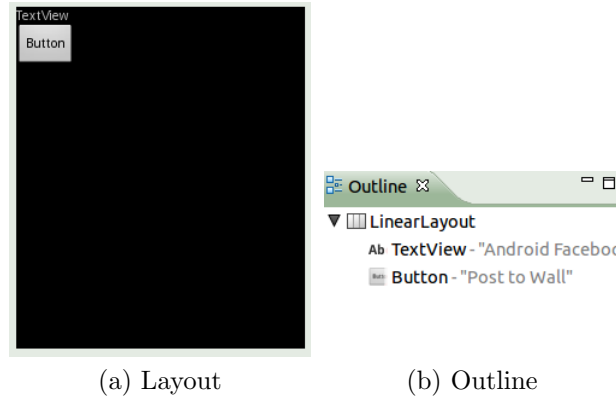 TextView
Button
Outline
LinearLayout
Ab TextView - "Android Faceboo
Button - "Post to Wall"
(a) Layout
(b) Outline